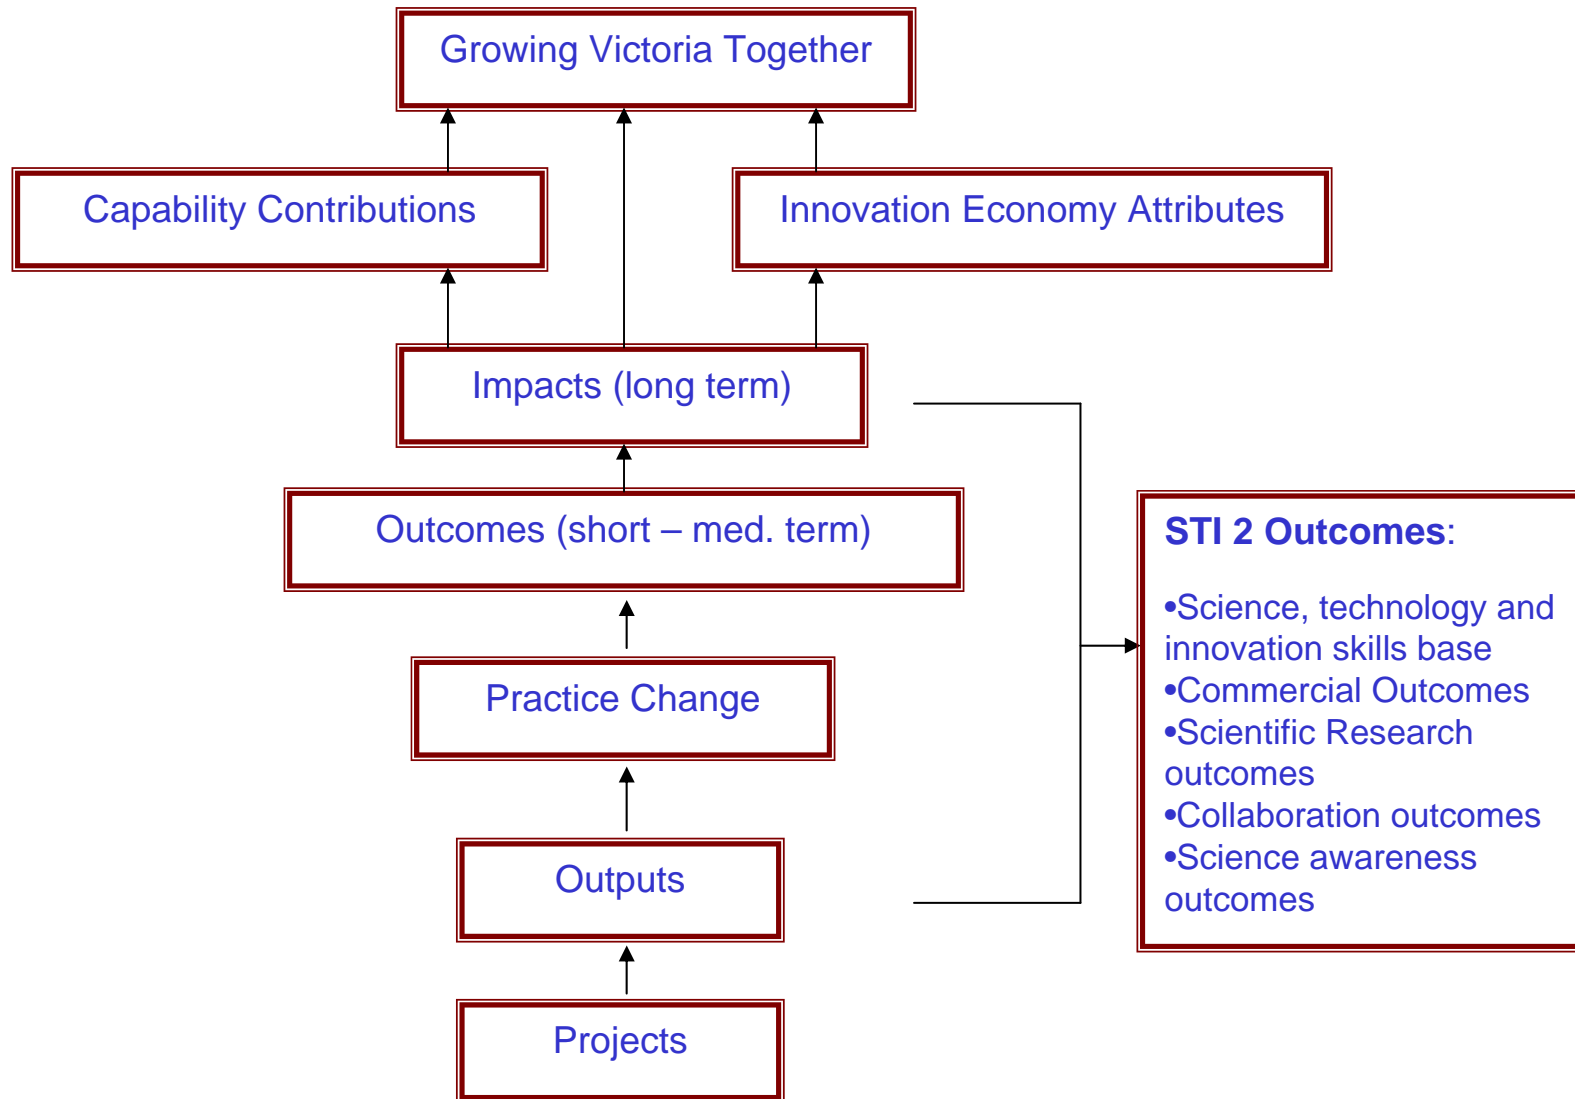 Growing Victoria Together
Capability Contributions
Innovation Economy Attributes
Impacts (long term)
Outcomes (short – med. term)
Practice Change
Outputs
Projects
STI 2 Outcomes:
•Science, technology and
innovation skills base
•Commercial Outcomes
•Scientific Research
outcomes
•Collaboration outcomes
•Science awareness
outcomes